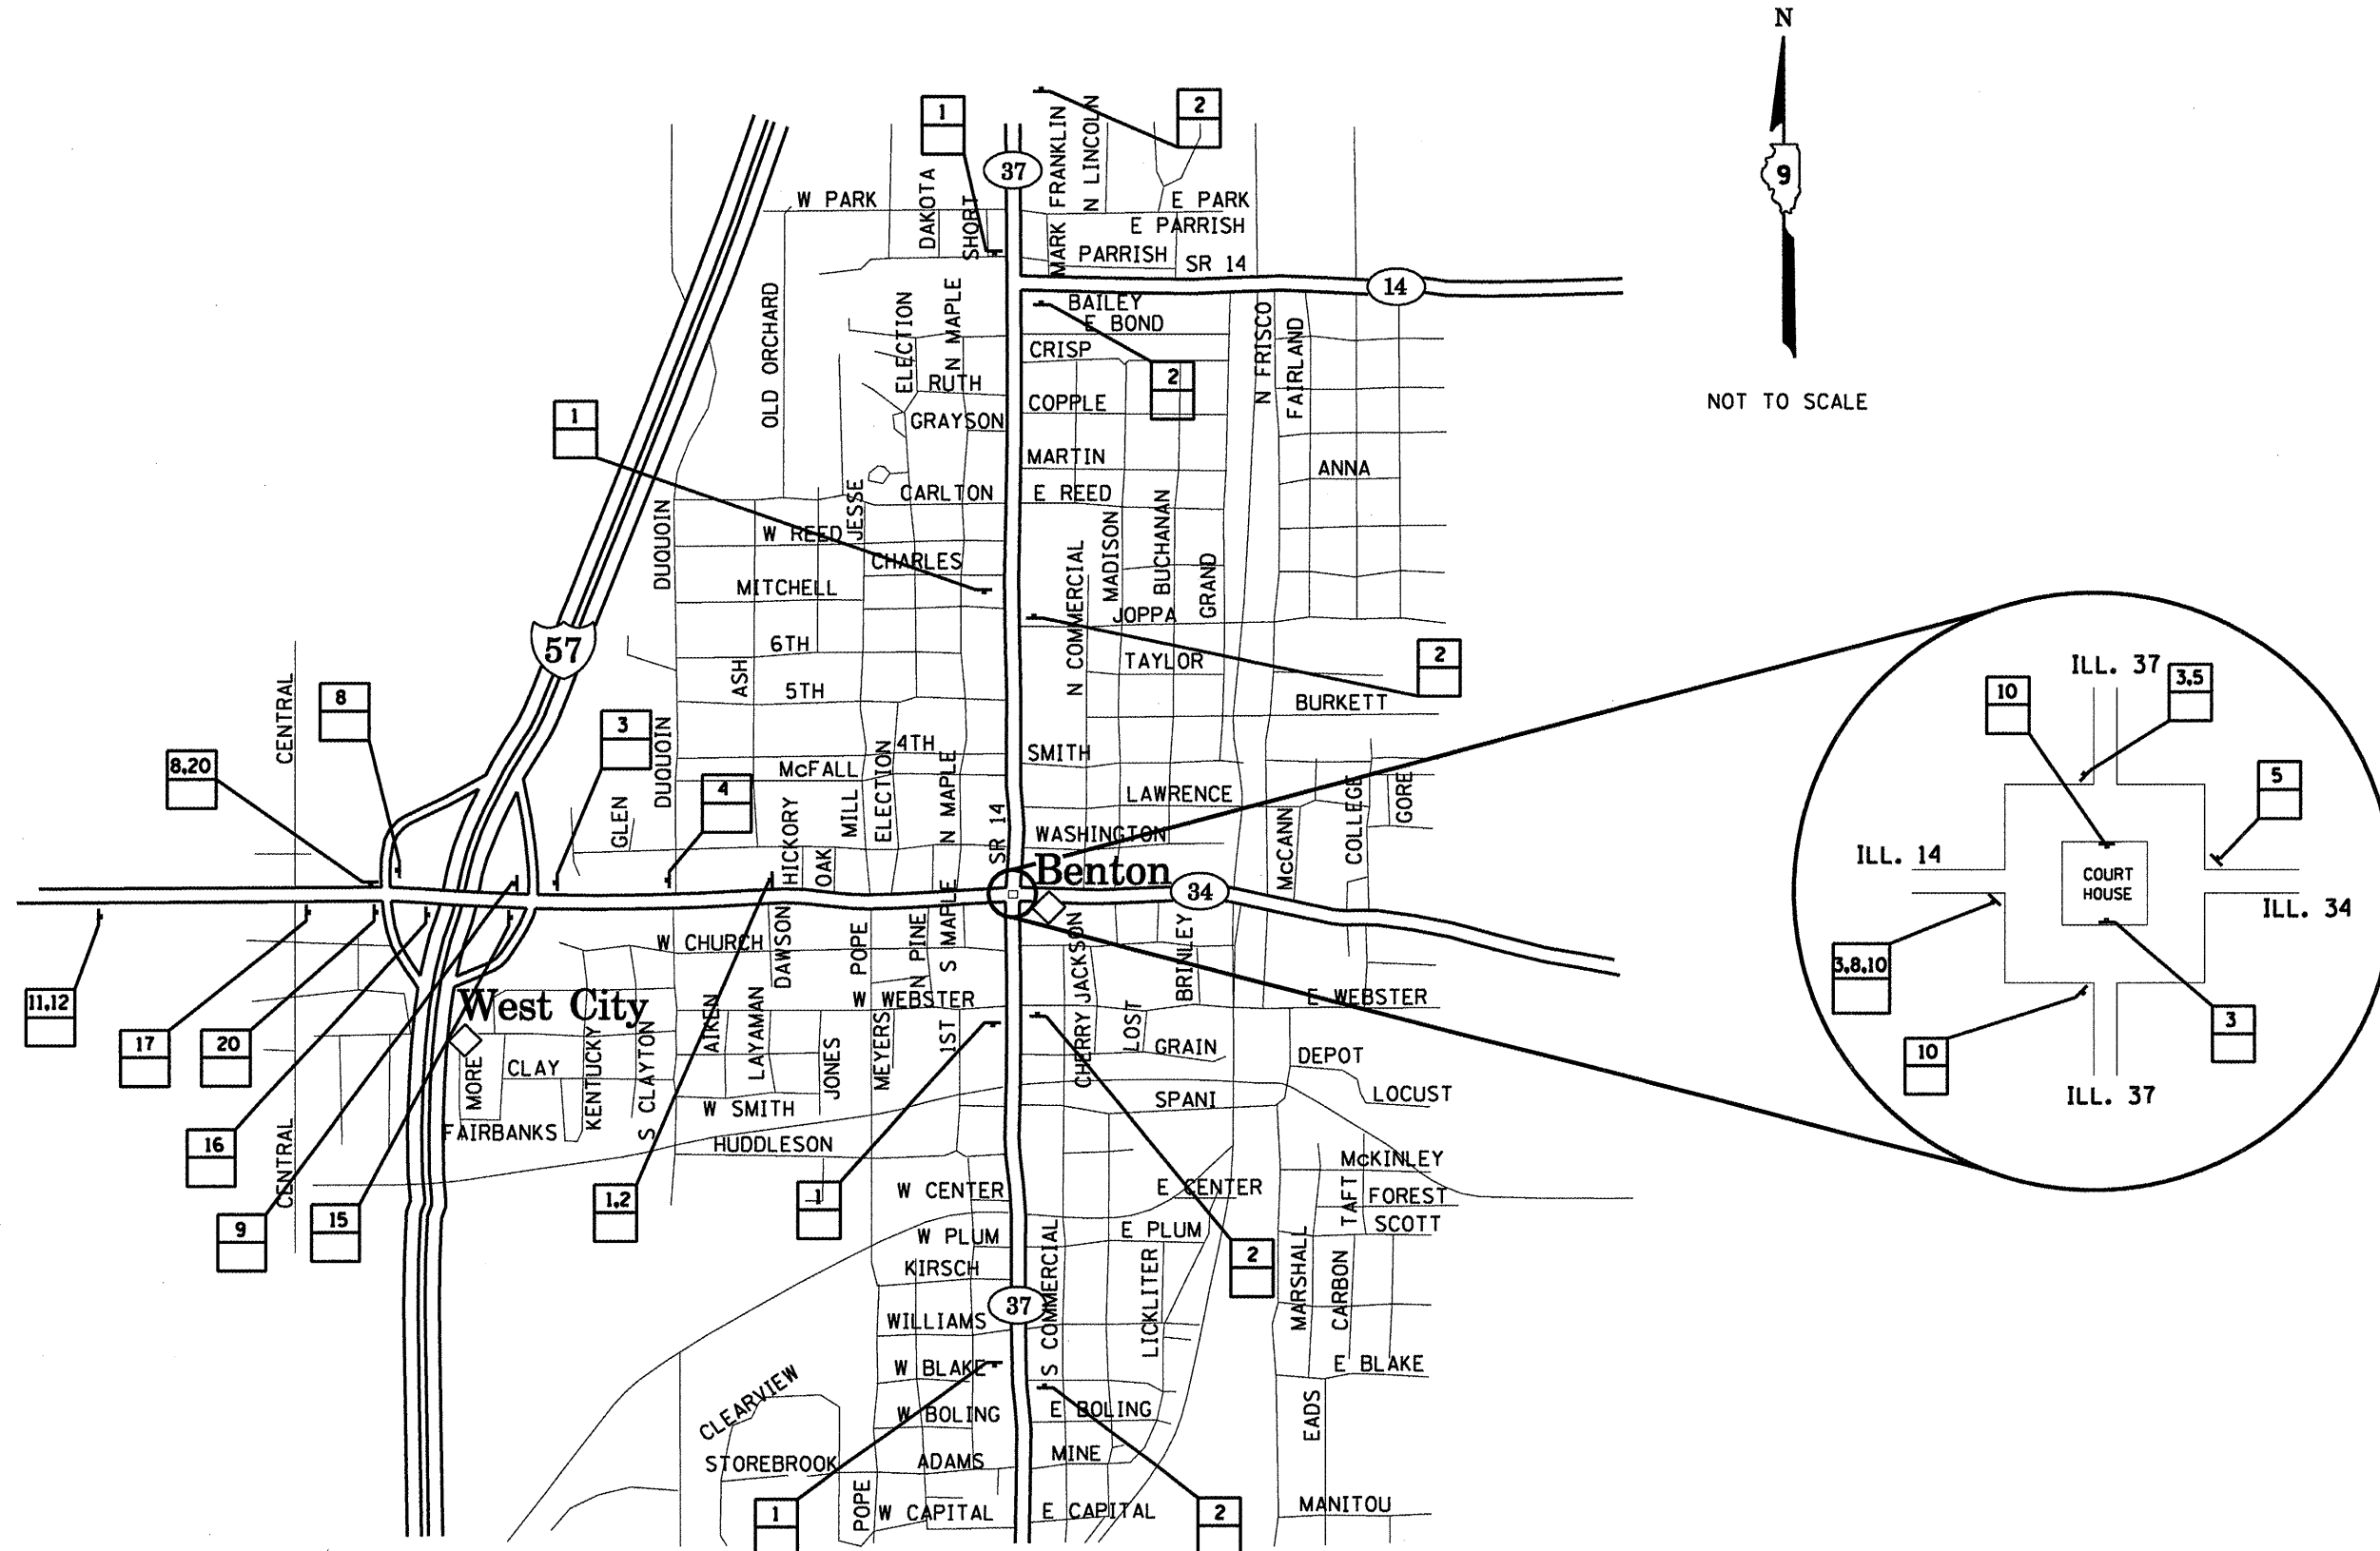 N
9
NOT TO SCALE
1
2
37
FRANKLIN
N LINCOLN
DAKOTA
SHORT
W PARK
E PARK
E PARRISH
MARK
PARRISH
SR 14
14
BAILEY
E BOND
OLD ORCHARD
ELECTION
N MAPLE
CRISP
N FRISCO
FAIRLAND
RUTH
2
COPPLE
1
GRAYSON
MARTIN
ANNA
CARLTON
E REED
DUQUOIN
JESSE
W REED
MADISON
BUCHANAN
CHARLES
N COMMERCIAL
GRAND
MITCHELL
JOPPA
57
6TH
TAYLOR
2
ASH
5TH
BURKETT
CENTRAL
8
3
DUQUOIN
4TH
SMITH
8,20
McFALL
ELECTION
N MAPLE
4
LAWRENCE
COLLEGE
GORE
GLEN
HICKORY
MILL
SR 14
WASHINGTON
McCANN
OAK
Benton
34
W CHURCH
DAWSON
POPE
N PINE
S MAPLE
JACKSON
BRINLEY
11,12
West City
W WEBSTER
E WEBSTER
17
20
AIKEN
LAYAMAN
MEYERS
1ST
LOST
CHERRY
GRAIN
DEPOT
MORE
CLAY
KENTUCKY
S CLAYTON
JONES
LOCUST
W SMITH
SPANI
16
FAIRBANKS
HUDDLESON
CENTRAL
McKINLEY
9
15
1,2
1
W CENTER
E CENTER
TAFT
FOREST
SCOTT
W PLUM
E PLUM
2
KIRSCH
S COMMERCIAL
LICKLITER
MARSHALL
CARBON
37
WILLIAMS
W BLAKE
E BLAKE
CLEARVIEW
W BOLING
E BOLING
EADS
STOREBROOK
ADAMS
MINE
1
POPE
W CAPITAL
E CAPITAL
2
MANITOU
ILL. 37
10
3,5
5
ILL. 14
COURT
HOUSE
ILL. 34
3,8,10
10
3
ILL. 37